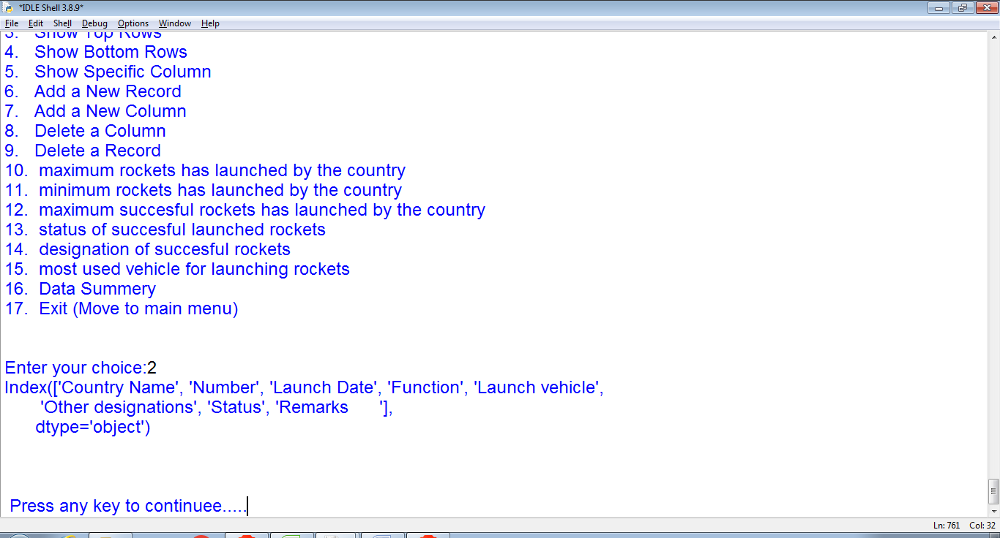 *IDLE Shell 3.8.9*
File Edit Shell Debug Options Window Help
3. Show Top Rows
4. Show Bottom Rows
5. Show Specific Column
6. Add a New Record
7. Add a New Column
8. Delete a Column
9. Delete a Record
10. maximum rockets has launched by the country
11. minimum rockets has launched by the country
12. maximum succesful rockets has launched by the country
13. status of succesful launched rockets
14. designation of succesful rockets
15. most used vehicle for launching rockets
16. Data Summery
17. Exit (Move to main menu)
Enter your choice:2
Index(['Country Name', 'Number', 'Launch Date', 'Function', 'Launch vehicle',
'Other designations', 'Status', 'Remarks      '],
dtype='object')
Press any key to continuee.....
Ln: 761 Col: 32